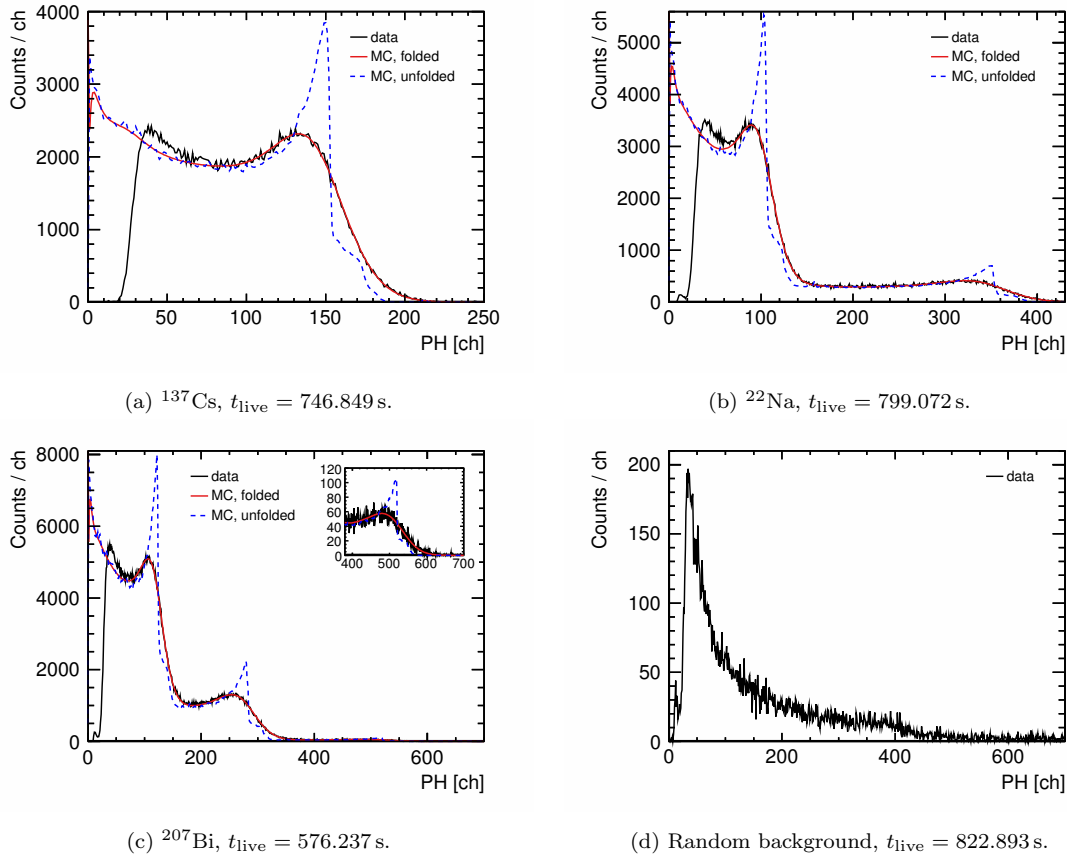 Counts / ch
4000
3000
2000
1000
0
0 50 100 150 200 250
PH [ch]
data
MC, folded
MC, unfolded
(a) ¹³⁷Cs, t_live = 746.849 s.
Counts / ch
5000
4000
3000
2000
1000
0
0 100 200 300 400
PH [ch]
data
MC, folded
MC, unfolded
(b) ²²Na, t_live = 799.072 s.
Counts / ch
8000
6000
4000
2000
0
0 200 400 600
PH [ch]
data
MC, folded
MC, unfolded
120
100
80
60
40
20
0
400 500 600 700
(c) ²⁰⁷Bi, t_live = 576.237 s.
Counts / ch
200
150
100
50
0
0 200 400 600
PH [ch]
data
(d) Random background, t_live = 822.893 s.